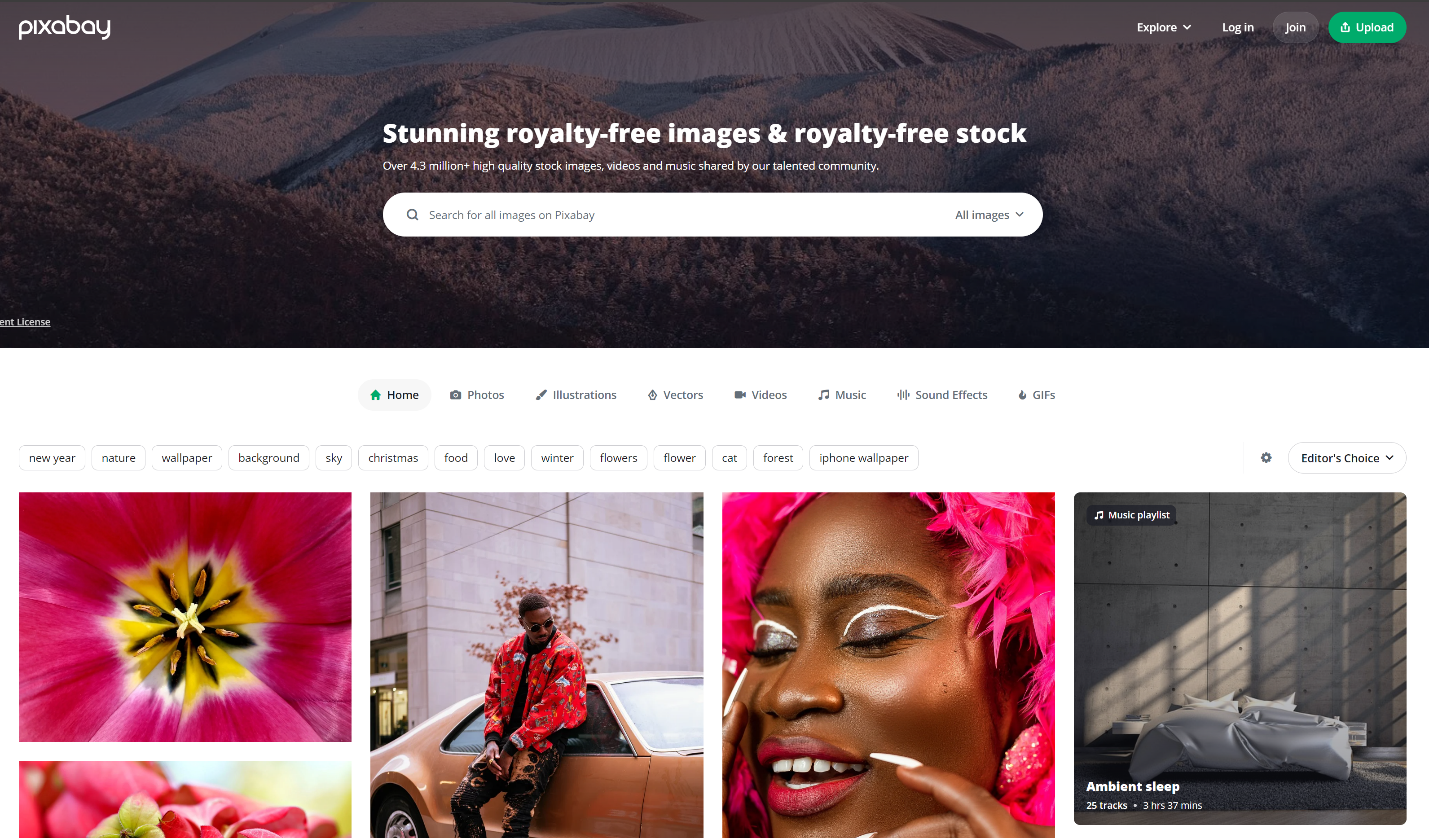 pixabay
Explore
Log in
Join
Upload
Stunning royalty-free images & royalty-free stock
Over 4.3 million+ high quality stock images, videos and music shared by our talented community.
Search for all images on Pixabay
All images
ent License
Home
Photos
Illustrations
Vectors
Videos
Music
Sound Effects
GIFs
new year
nature
wallpaper
background
sky
christmas
food
love
winter
flowers
flower
cat
forest
iphone wallpaper
Editor's Choice
Music playlist
Ambient sleep
25 tracks • 3 hrs 37 mins